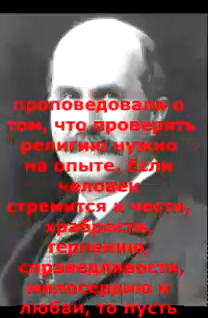 проповедовали о
том, что проверять
религию нужно
на опыте. Если
человек
стремится к чести,
храбрости,
терпению,
справедливости,
милосердию и
любви, то пусть